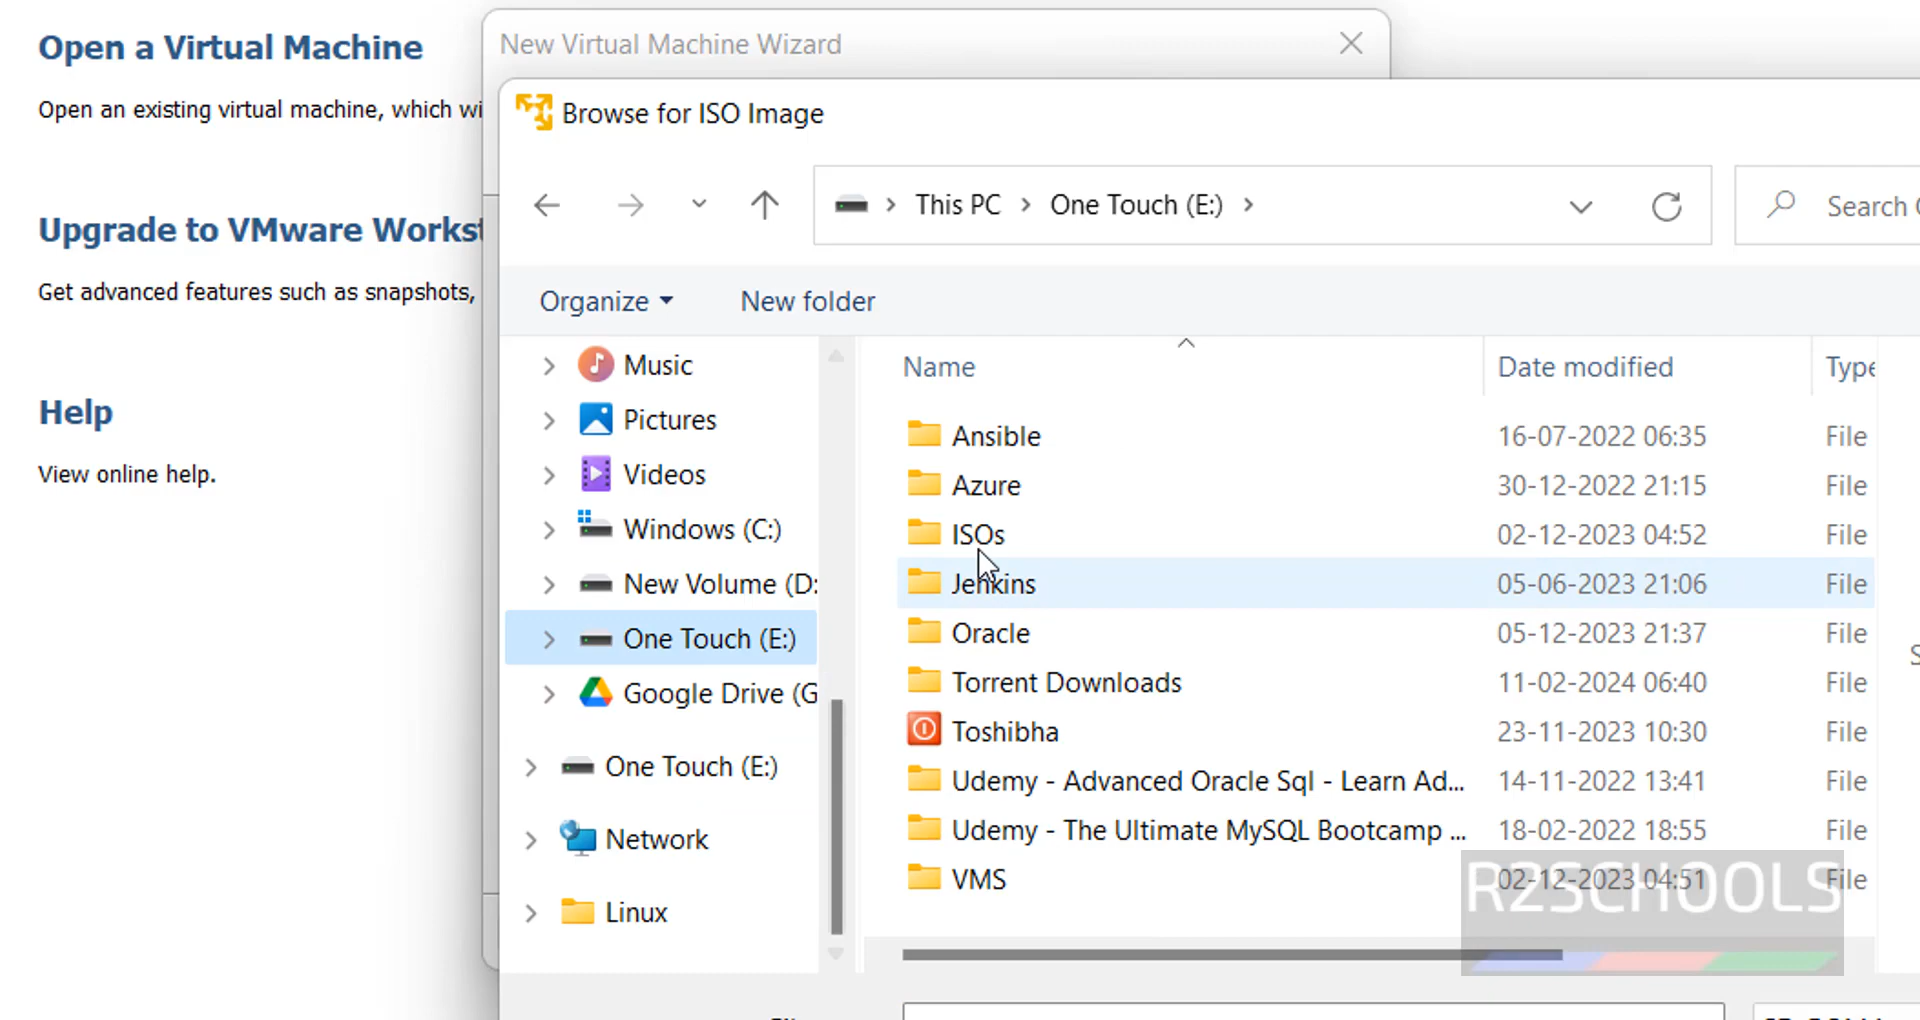 Open a Virtual Machine
Open an existing virtual machine, which wi
Upgrade to VMware Workst
Get advanced features such as snapshots,
Help
View online help.
New Virtual Machine Wizard
Browse for ISO Image
This PC
One Touch (E:)
Search
Organize
New folder
Music
Pictures
Videos
Windows (C:)
New Volume (D:
One Touch (E:)
Google Drive (G
One Touch (E:)
Network
Linux
Name Date modified Type
Ansible 16-07-2022 06:35 File
Azure 30-12-2022 21:15 File
ISOs 02-12-2023 04:52 File
Jenkins 05-06-2023 21:06 File
Oracle 05-12-2023 21:37 File
Torrent Downloads 11-02-2024 06:40 File
Toshibha 23-11-2023 10:30 File
Udemy - Advanced Oracle Sql - Learn Ad... 14-11-2022 13:41 File
Udemy - The Ultimate MySQL Bootcamp ... 18-02-2022 18:55 File
VMS 02-12-2023 04:51 File
R2SCHOOLS